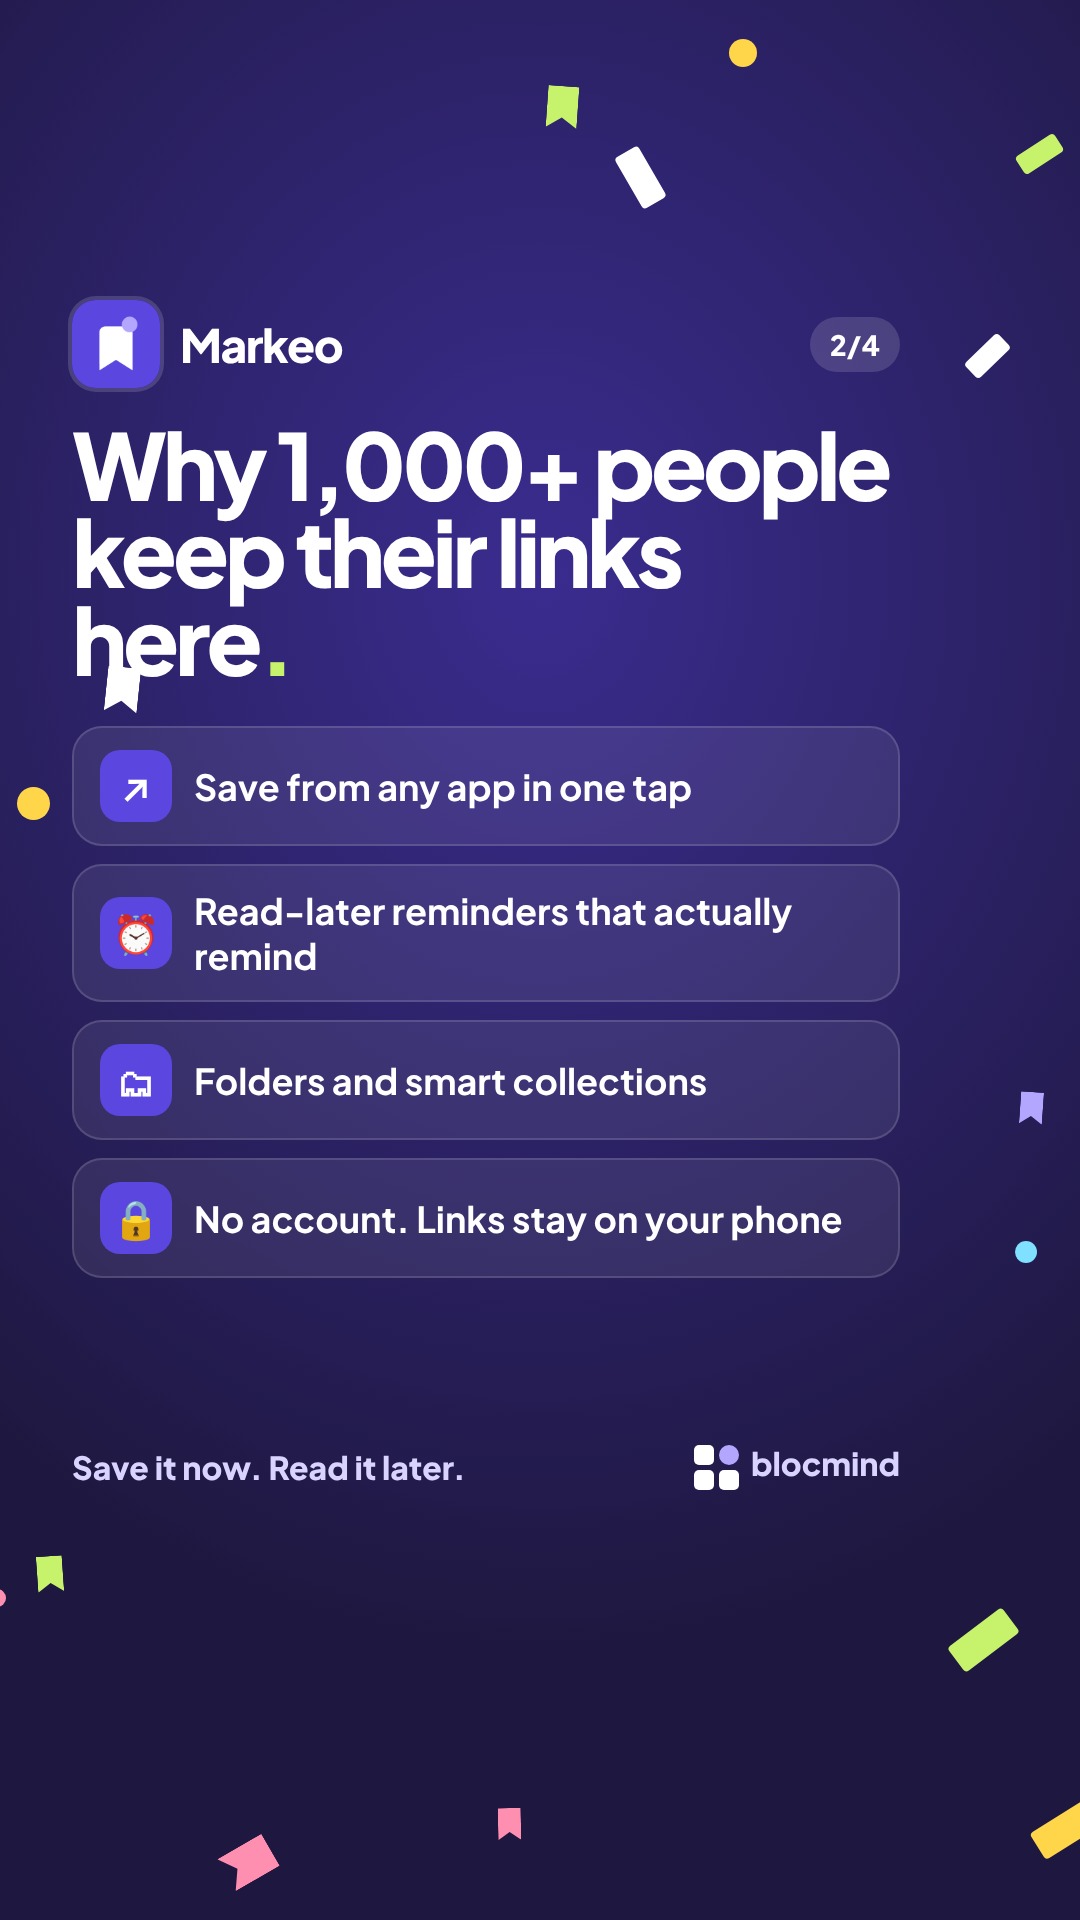 Markeo
2/4
Why 1,000+ people
keep their links
here.
Save from any app in one tap
Read-later reminders that actually
remind
Folders and smart collections
No account. Links stay on your phone
Save it now. Read it later.
blocmind